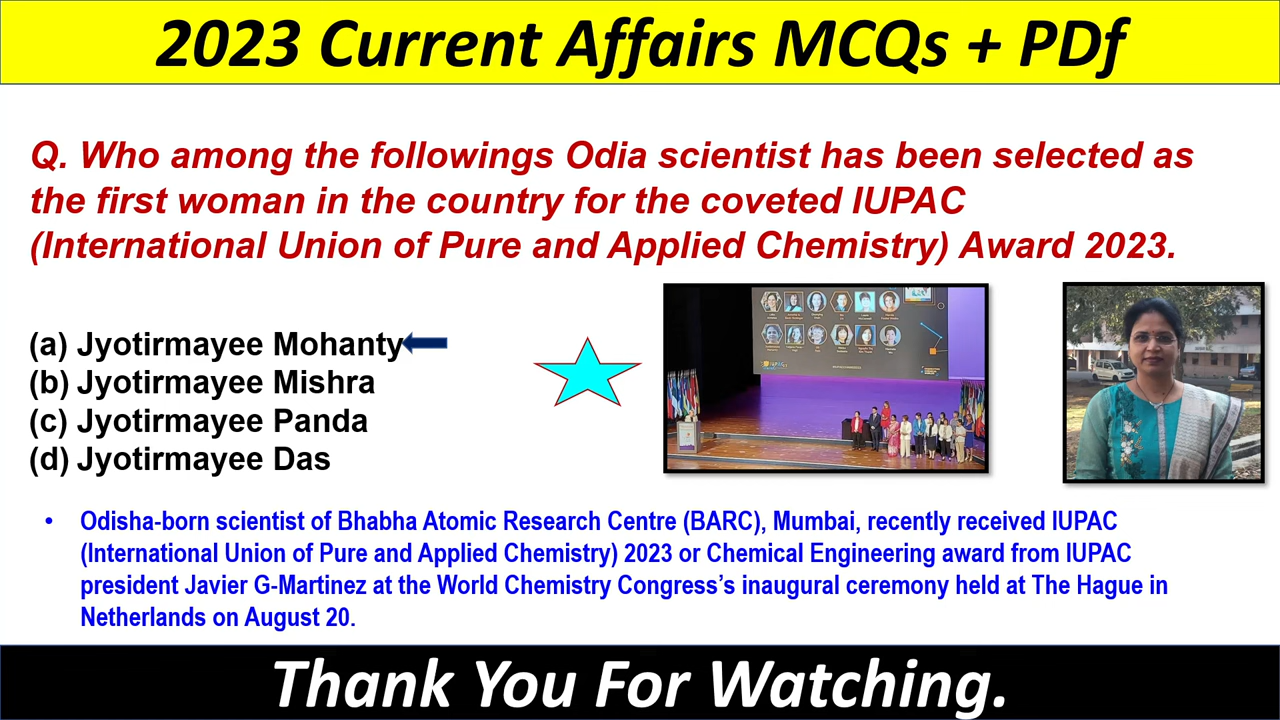 2023 Current Affairs MCQs + PDf
Q. Who among the followings Odia scientist has been selected as
the first woman in the country for the coveted IUPAC
(International Union of Pure and Applied Chemistry) Award 2023.
(a) Jyotirmayee Mohanty
(b) Jyotirmayee Mishra
(c) Jyotirmayee Panda
(d) Jyotirmayee Das
• Odisha-born scientist of Bhabha Atomic Research Centre (BARC), Mumbai, recently received IUPAC
(International Union of Pure and Applied Chemistry) 2023 or Chemical Engineering award from IUPAC
president Javier G-Martinez at the World Chemistry Congress’s inaugural ceremony held at The Hague in
Netherlands on August 20.
Thank You For Watching.